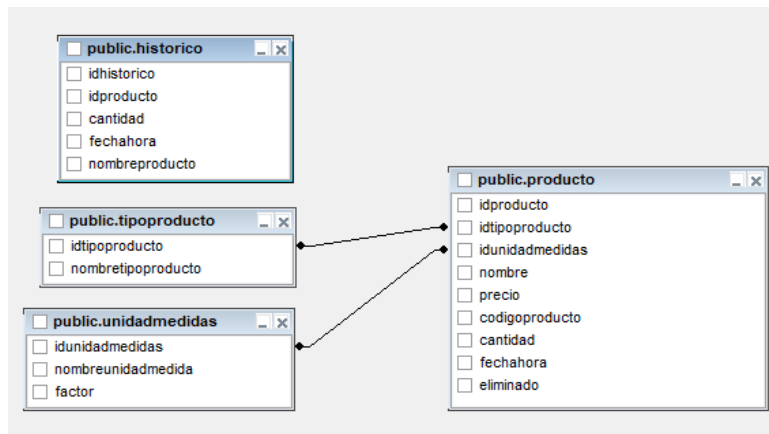 public.historico
idhistorico
idproducto
cantidad
fechahora
nombreproducto
public.tipoproducto
idtipoproducto
nombretipoproducto
public.unidadmedidas
idunidadmedidas
nombreunidadmedida
factor
public.producto
idproducto
idtipoproducto
idunidadmedidas
nombre
precio
codigoproducto
cantidad
fechahora
eliminado